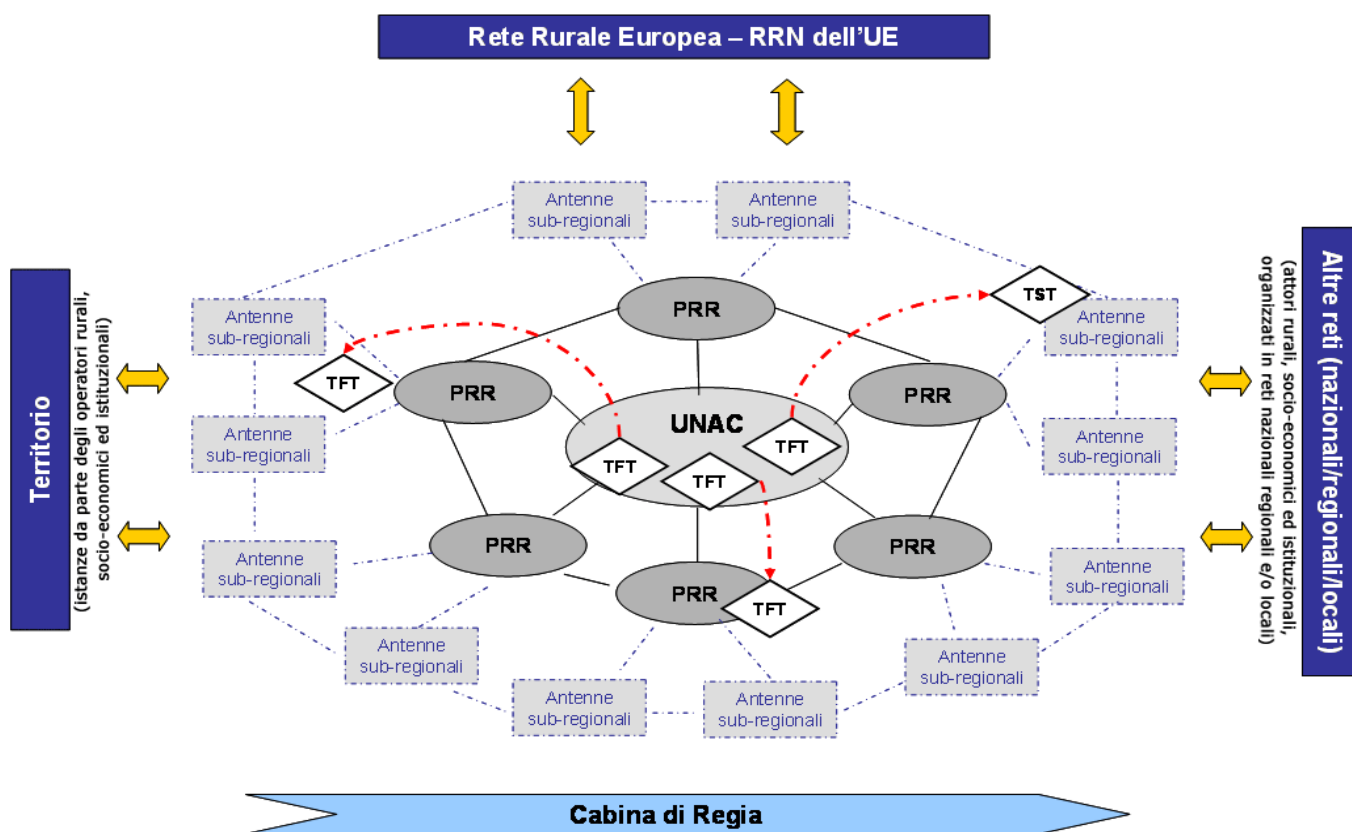 Rete Rurale Europea – RRN dell'UE
Antenne
sub-regionali
Antenne
sub-regionali
Territorio
(istanze da parte degli operatori rurali,
socio-economici ed istituzionali)
Altre reti (nazionali/regionali/locali)
(attori rurali, socio-economici ed istituzionali,
organizzati in reti nazionali regionali e/o locali)
Antenne
sub-regionali
PRR
TST
Antenne
sub-regionali
TFT
PRR
PRR
UNAC
Antenne
sub-regionali
Antenne
sub-regionali
TFT
TFT
TFT
Antenne
sub-regionali
PRR
PRR
Antenne
sub-regionali
PRR
TFT
Antenne
sub-regionali
Antenne
sub-regionali
Antenne
sub-regionali
Antenne
sub-regionali
Cabina di Regia